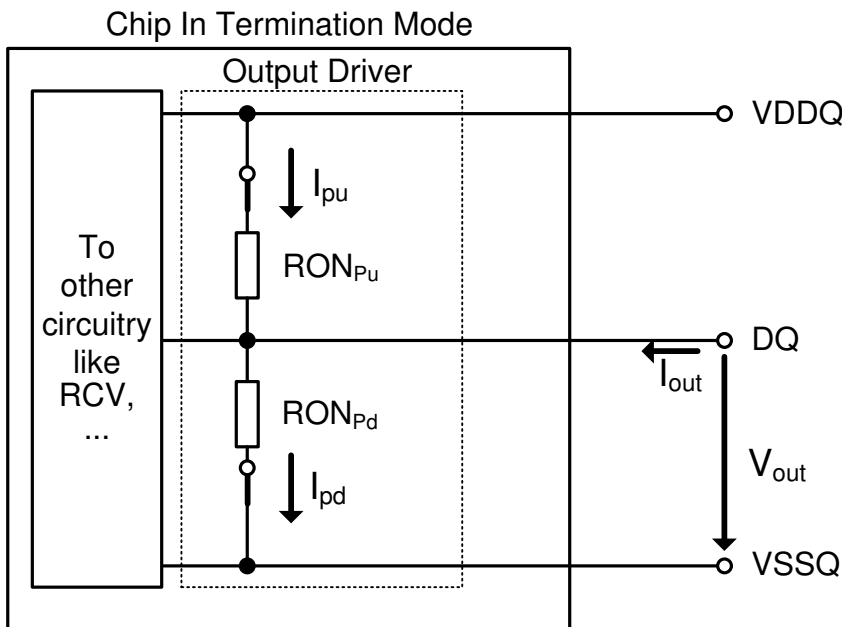 Chip In Termination Mode
Output Driver
VDDQ
I_pu
To
other
circuitry
like
RCV,
...
RON_Pu
DQ
I_out
RON_Pd
V_out
I_pd
VSSQ